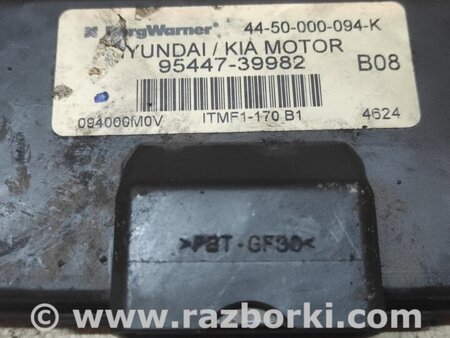 BorgWarner 44-50-000-094-K
HYUNDAI / KIA MOTOR
95447-39982 B08
094000M0V ITMF1-170 B1 4624
>PBT-GF30<
© www.razborki.com